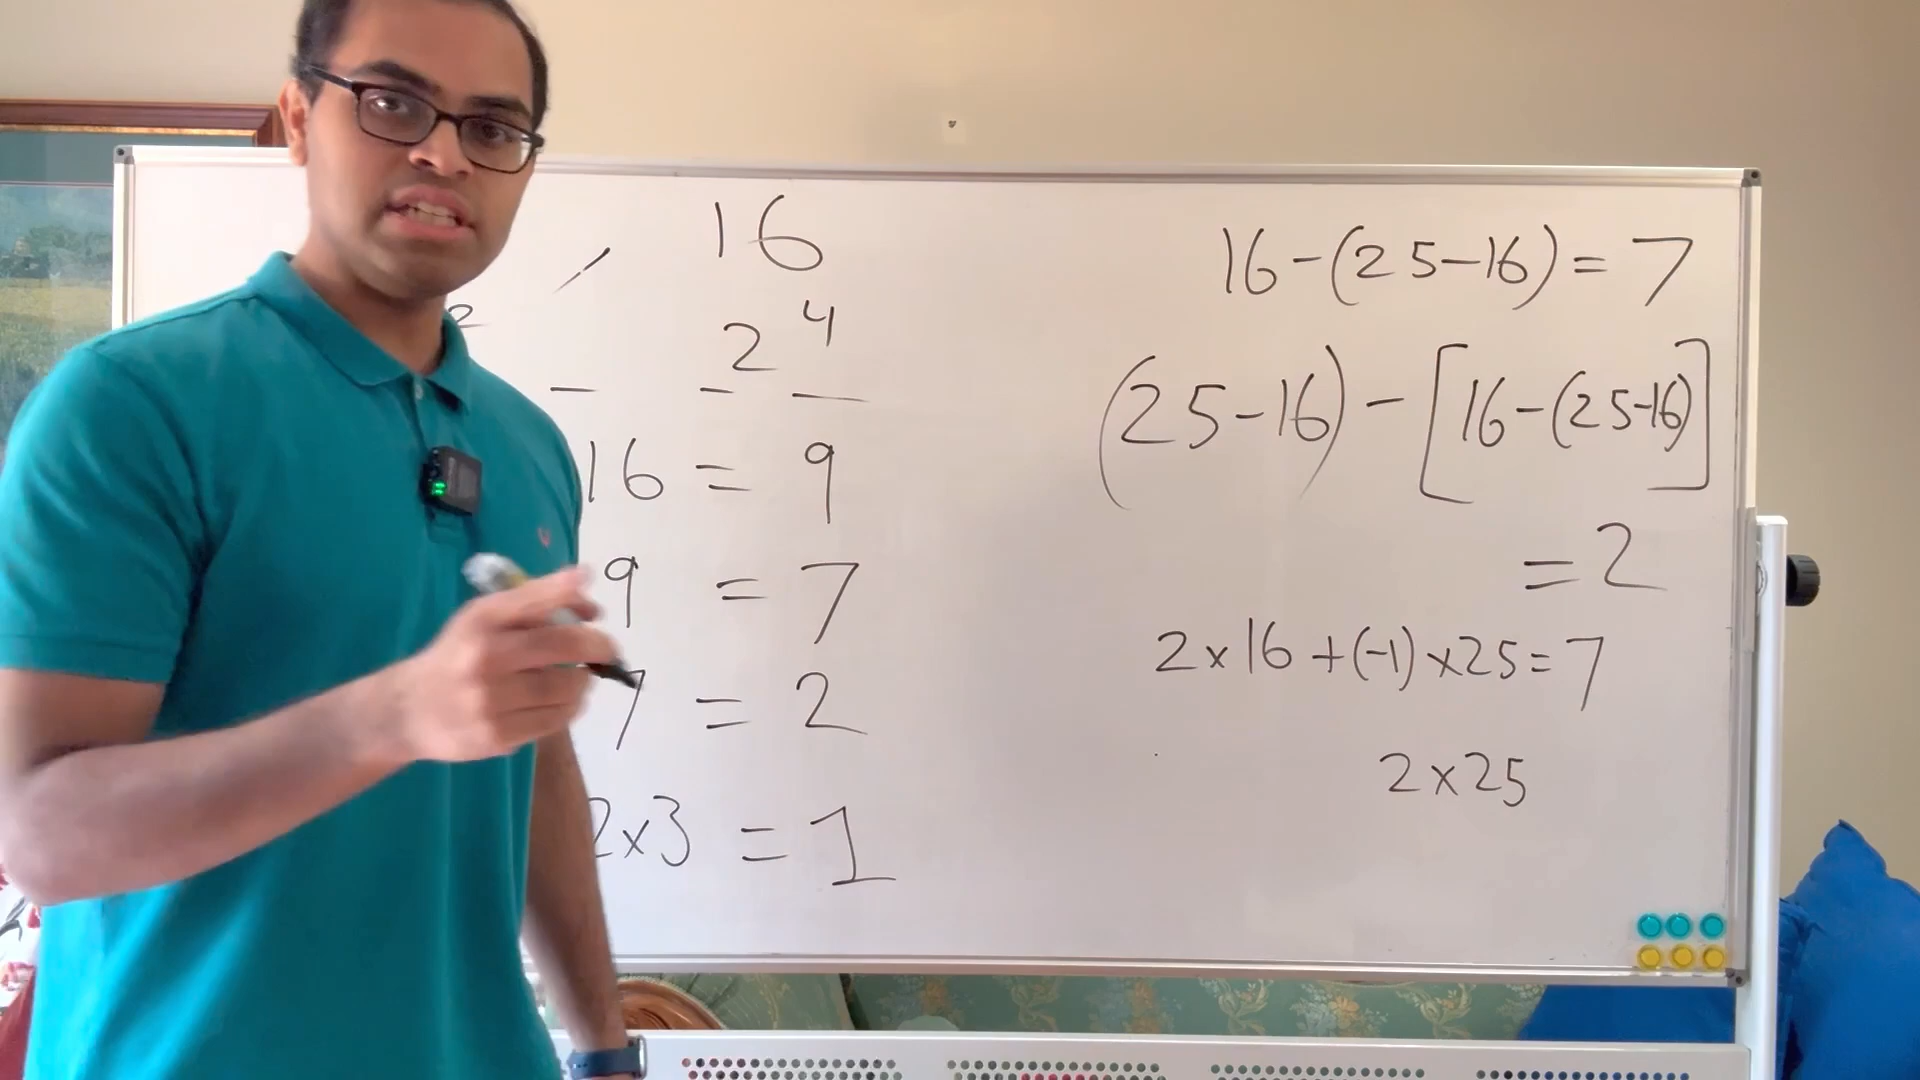 , 16
2 2⁴
16 = 9
9 = 7
7 = 2
2x3 = 1
16-(25-16)= 7
(25-16) - [16-(25-16)]
= 2
2x16+(-1)x25=7
2x25